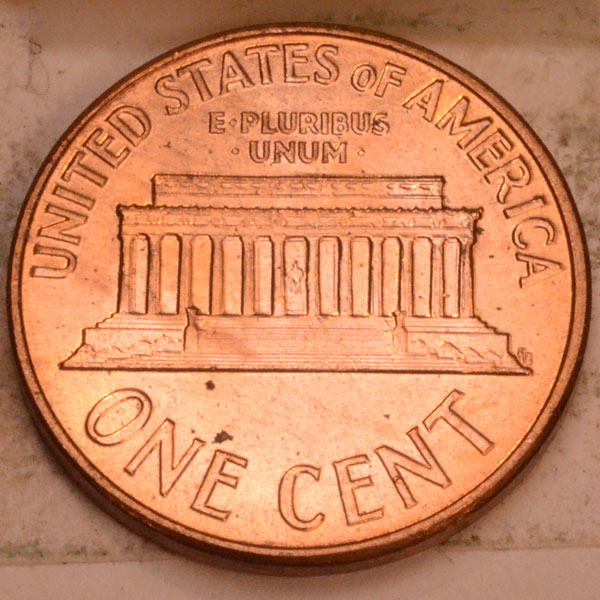 UNITED STATES OF AMERICA
E·PLURIBUS
·UNUM·
ONE CENT